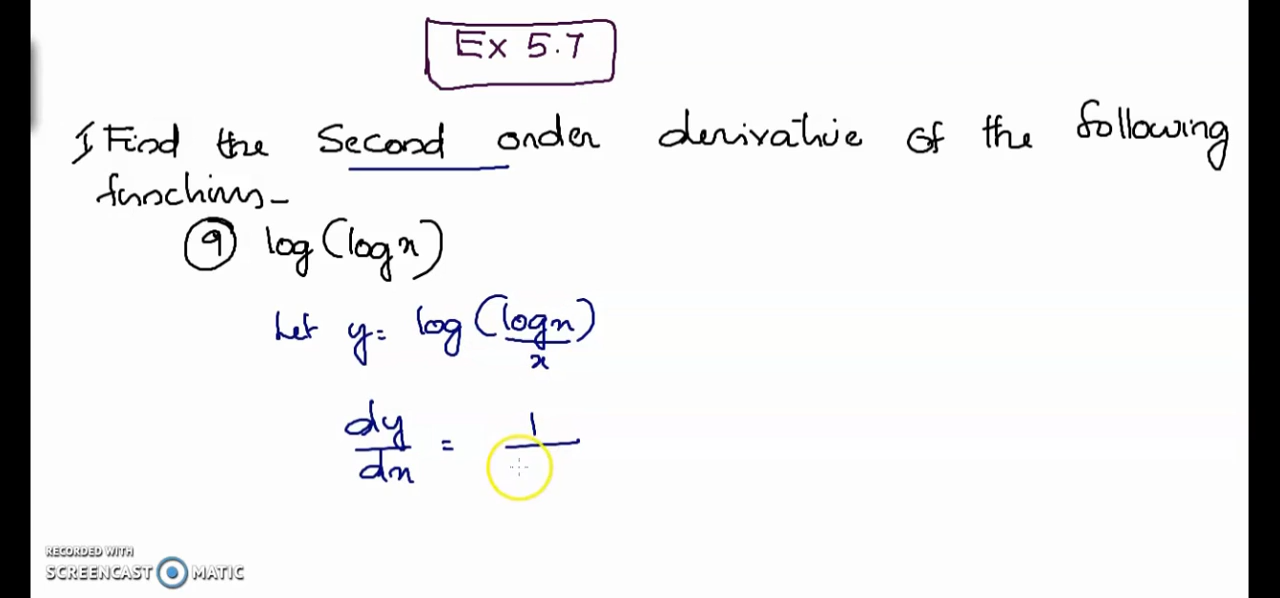 Ex 5.7
I Find the Second order derivative of the following
functions-
9 log(log x)
Let y= log(log x)
x
dy/dx = 1/
RECORDED WITH
SCREENCAST MATIC